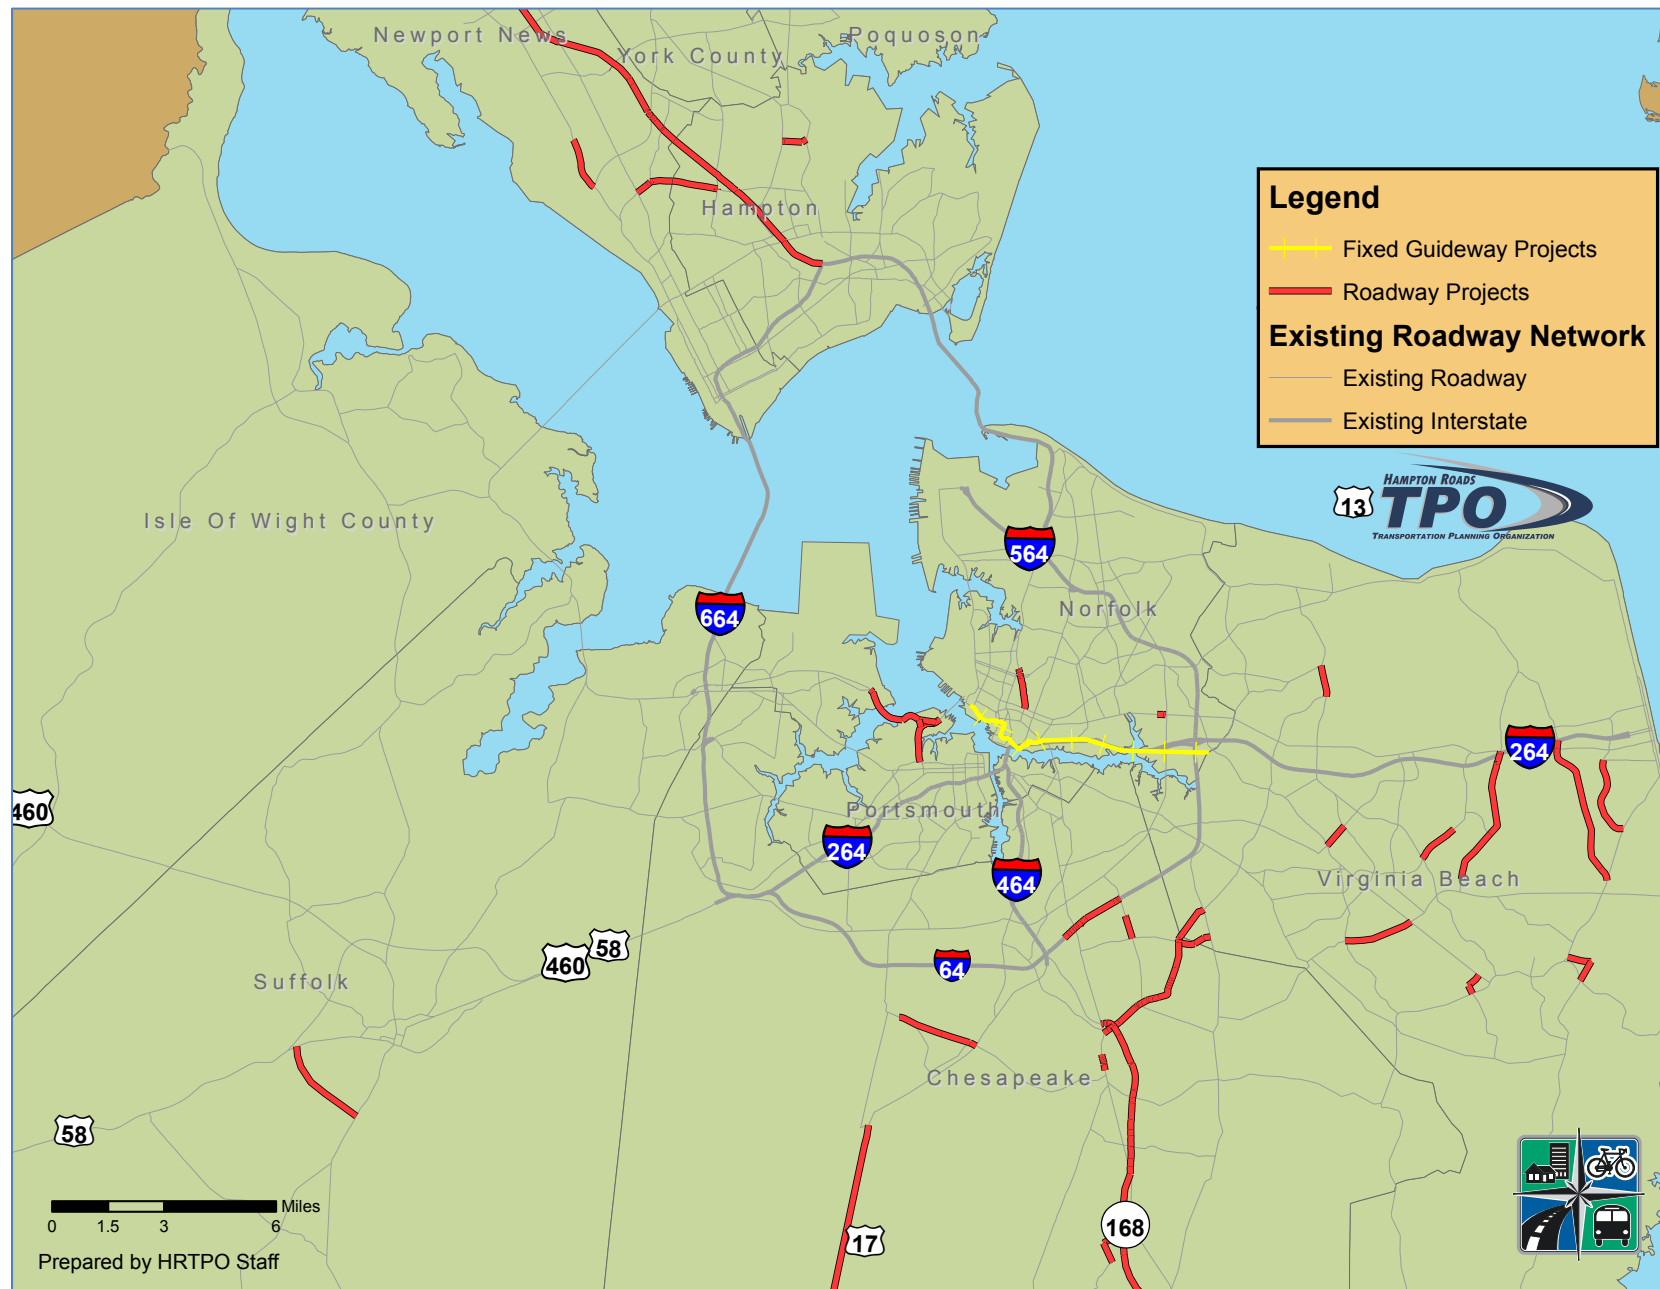 Newport News
York County
Poquoson
Hampton
Legend
Fixed Guideway Projects
Roadway Projects
Existing Roadway Network
Existing Roadway
Existing Interstate
13
HAMPTON ROADS
TPO
TRANSPORTATION PLANNING ORGANIZATION
Isle Of Wight County
564
664
Norfolk
264
460
Portsmouth
264
464
Virginia Beach
58
460
64
Suffolk
Chesapeake
58
168
17
Miles
0 1.5 3 6
Prepared by HRTPO Staff